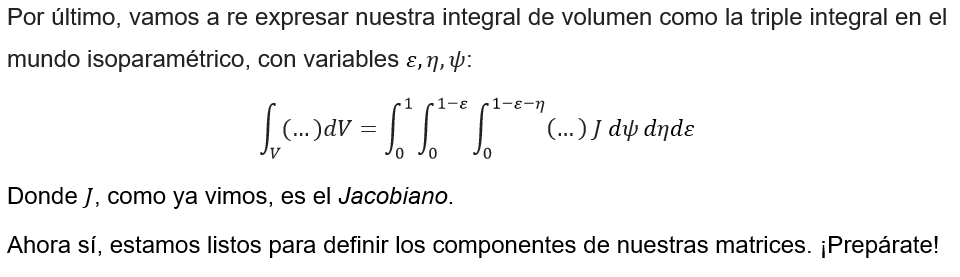 Por último, vamos a re expresar nuestra integral de volumen como la triple integral en el
mundo isoparamétrico, con variables ε, η, ψ:
∫_V (…) dV = ∫_0^1 ∫_0^{1−ε} ∫_0^{1−ε−η} (…) J dψ dηdε
Donde J, como ya vimos, es el Jacobiano.
Ahora sí, estamos listos para definir los componentes de nuestras matrices. ¡Prepárate!